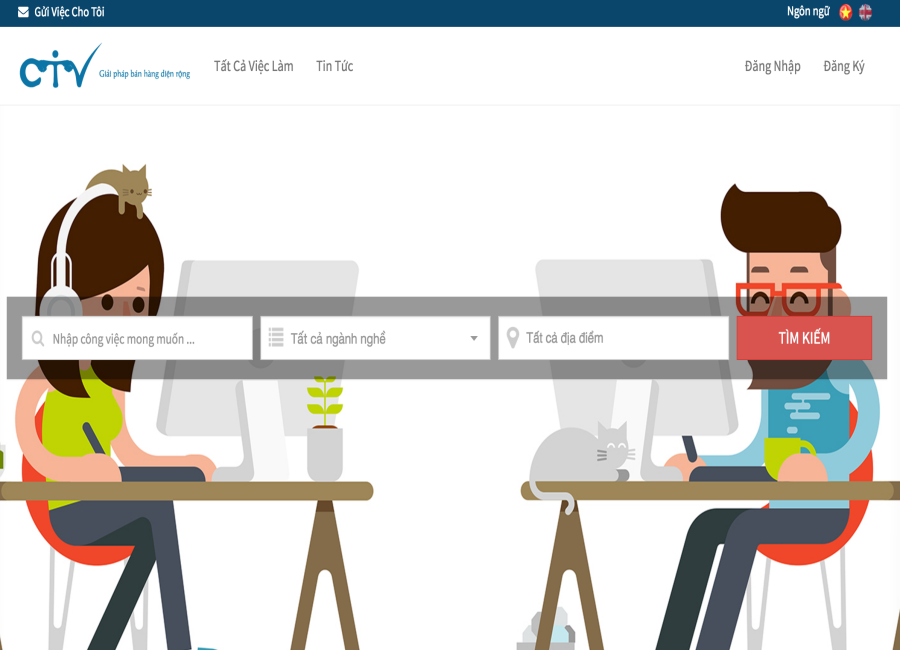 Gửi Việc Cho Tôi
Ngôn ngữ
CTV Giải pháp bán hàng diện rộng
Tất Cả Việc Làm
Tin Tức
Đăng Nhập
Đăng Ký
Nhập công việc mong muốn ...
Tất cả ngành nghề
Tất cả địa điểm
TÌM KIẾM